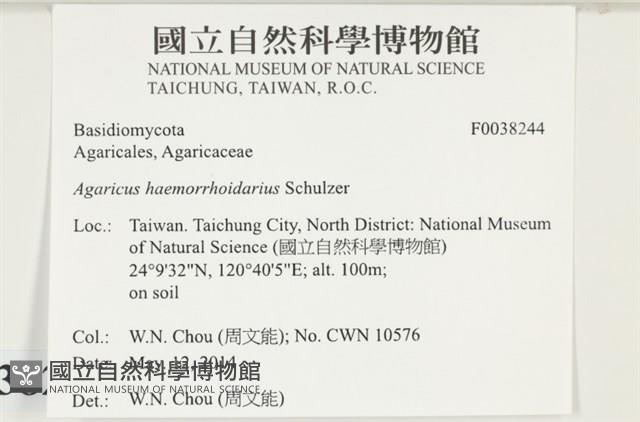 國立自然科學博物館
NATIONAL MUSEUM OF NATURAL SCIENCE
TAICHUNG, TAIWAN, R.O.C.
Basidiomycota F0038244
Agaricales, Agaricaceae
Agaricus haemorrhoidarius Schulzer
Loc.: Taiwan. Taichung City, North District: National Museum
of Natural Science (國立自然科學博物館)
24°9'32"N, 120°40'5"E; alt. 100m;
on soil
Col.: W.N. Chou (周文能); No. CWN 10576
Date: May 12, 2014
國立自然科學博物館
NATIONAL MUSEUM OF NATURAL SCIENCE
Det.: W.N. Chou (周文能)